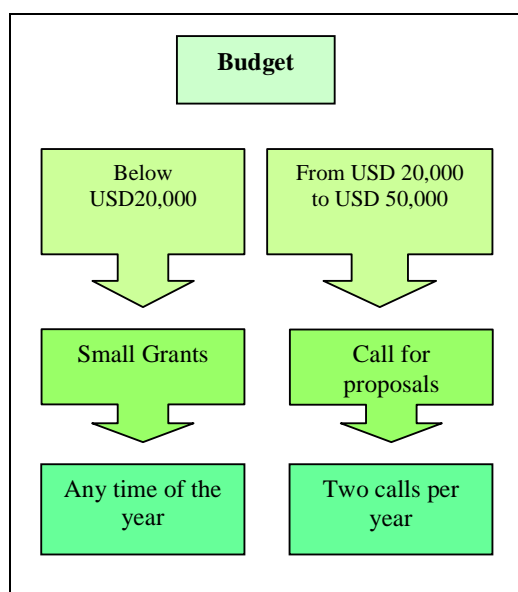 Budget
Below
USD20,000
From USD 20,000
to USD 50,000
Small Grants
Call for
proposals
Any time of the
year
Two calls per
year